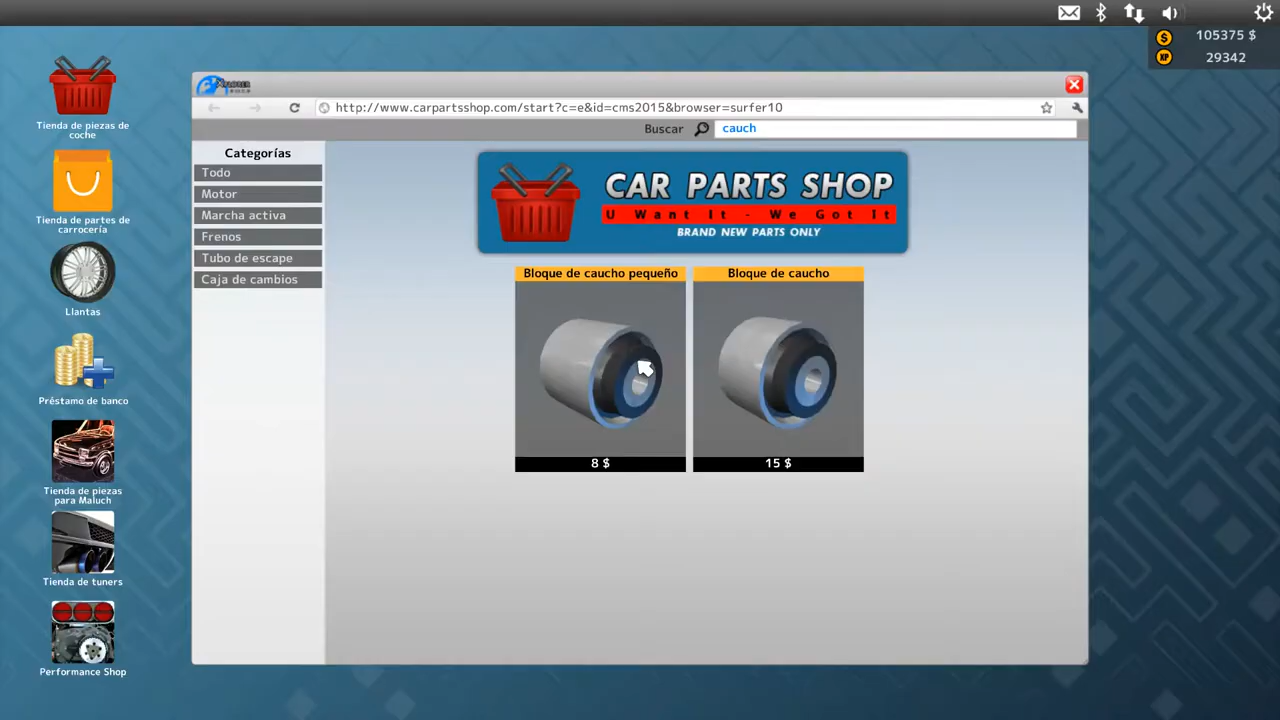 105375 $
29342
Tienda de piezas de
coche
Tienda de partes de
carrocería
Llantas
Préstamo de banco
Tienda de piezas
para Maluch
Tienda de tuners
Performance Shop
http://www.carpartsshop.com/start?c=e&id=cms2015&browser=surfer10
Buscar
cauch
Categorías
Todo
Motor
Marcha activa
Frenos
Tubo de escape
Caja de cambios
CAR PARTS SHOP
U Want It - We Got It
BRAND NEW PARTS ONLY
Bloque de caucho pequeño
8 $
Bloque de caucho
15 $